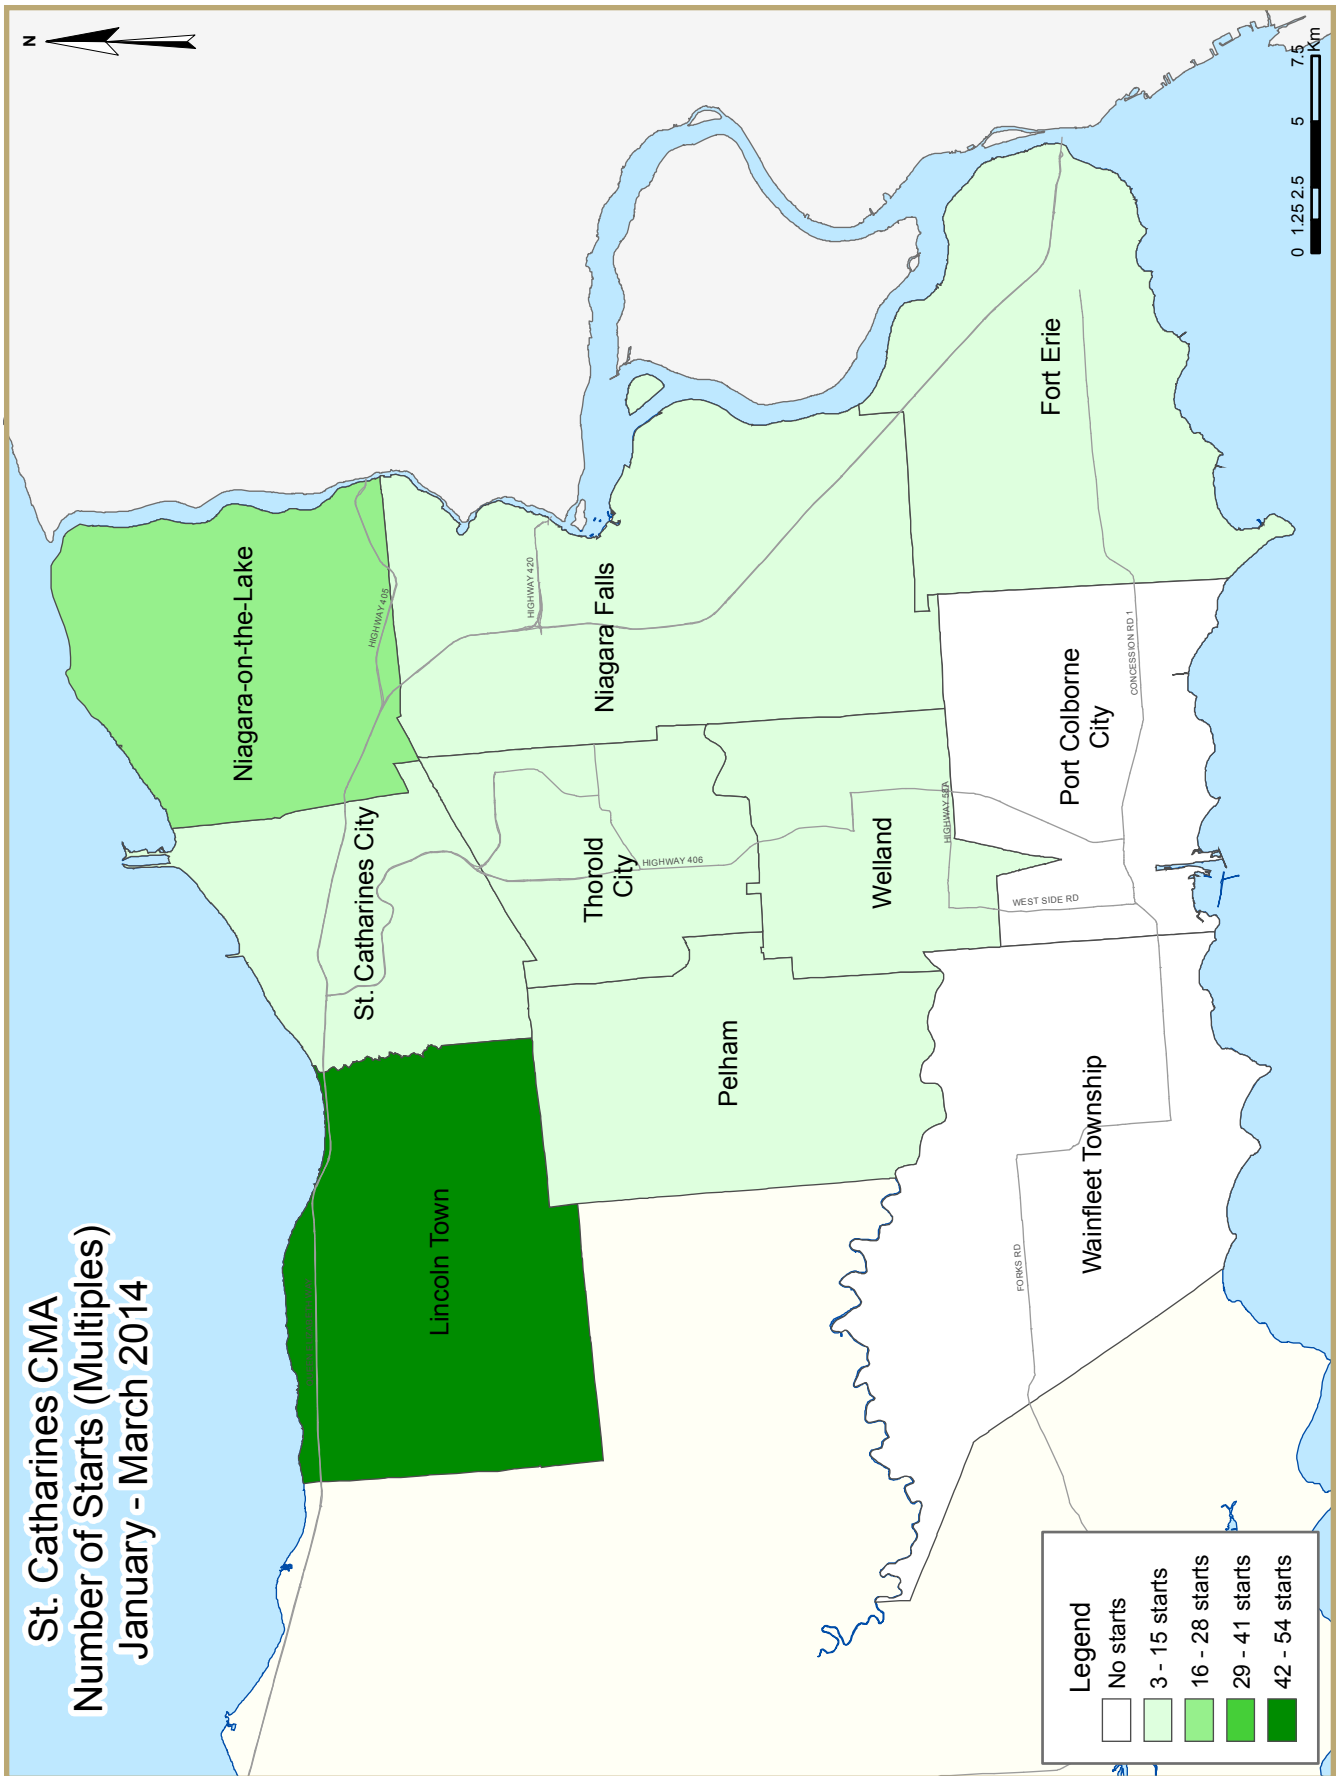 St. Catharines CMA
Number of Starts (Multiples)
January - March 2014
N
Niagara-on-the-Lake
HIGHWAY 405
St. Catharines City
Lincoln Town
HIGHWAY 420
Niagara Falls
Thorold
City
HIGHWAY 406
Pelham
Welland
HIGHWAY 58A
Fort Erie
Port Colborne
City
CONCESSION RD 1
WEST SIDE RD
Wainfleet Township
FORKS RD
Legend
No starts
3 - 15 starts
16 - 28 starts
29 - 41 starts
42 - 54 starts
0 1.25 2.5 5 7.5
Km